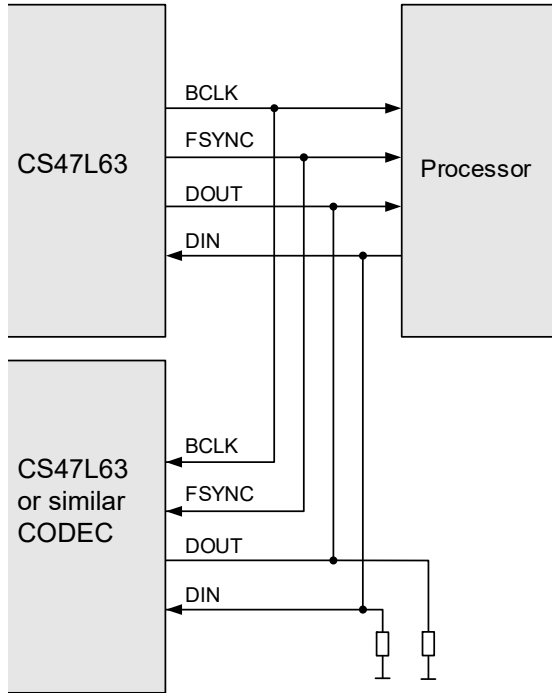 CS47L63
BCLK
FSYNC
DOUT
DIN
Processor
CS47L63
or similar
CODEC
BCLK
FSYNC
DOUT
DIN